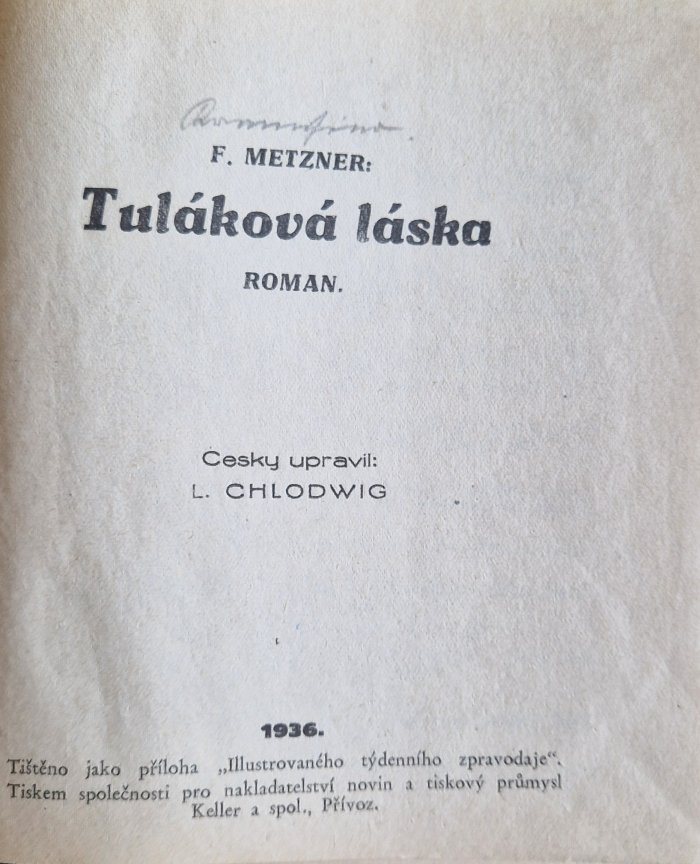 F. METZNER:
Tuláková láska
ROMAN.
Cesky upravil:
L. CHLODWIG
1936.
Tištěno jako příloha „Illustrovaného týdenního zpravodaje“.
Tiskem společnosti pro nakladatelství novin a tiskový průmysl
Keller a spol., Přívoz.